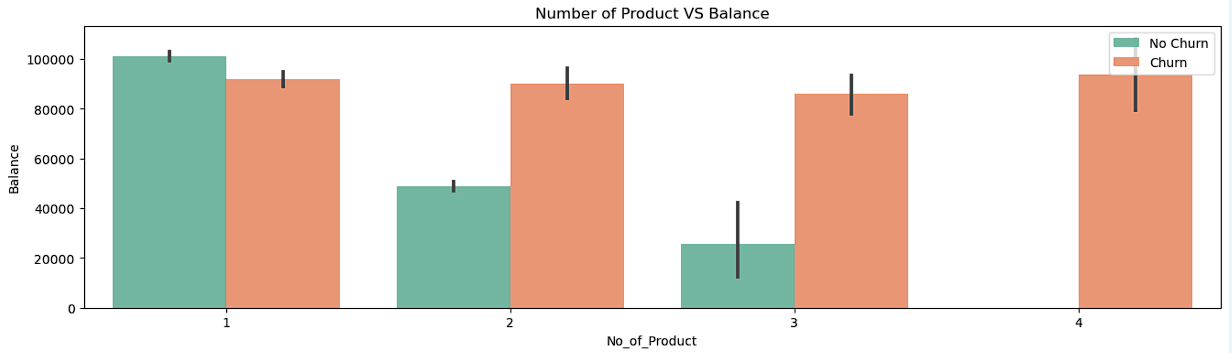 Number of Product VS Balance
No Churn
Churn
Balance
100000
80000
60000
40000
20000
0
1
2
3
4
No_of_Product